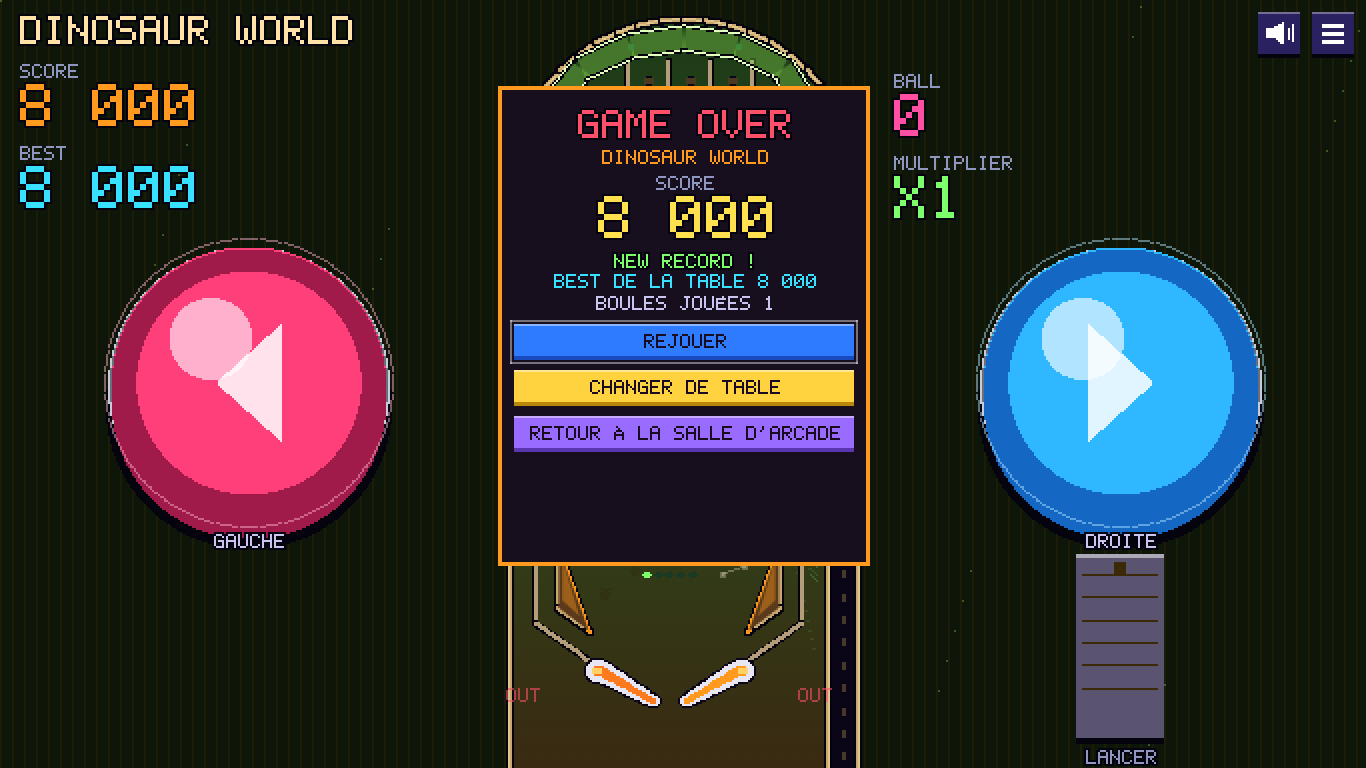 DINOSAUR WORLD
SCORE
8 000
BEST
8 000
GAUCHE
GAME OVER
DINOSAUR WORLD
SCORE
8 000
NEW RECORD !
BEST DE LA TABLE 8 000
BOULES JOUÉES 1
REJOUER
CHANGER DE TABLE
RETOUR À LA SALLE D'ARCADE
OUT
OUT
BALL
0
MULTIPLIER
X1
DROITE
LANCER